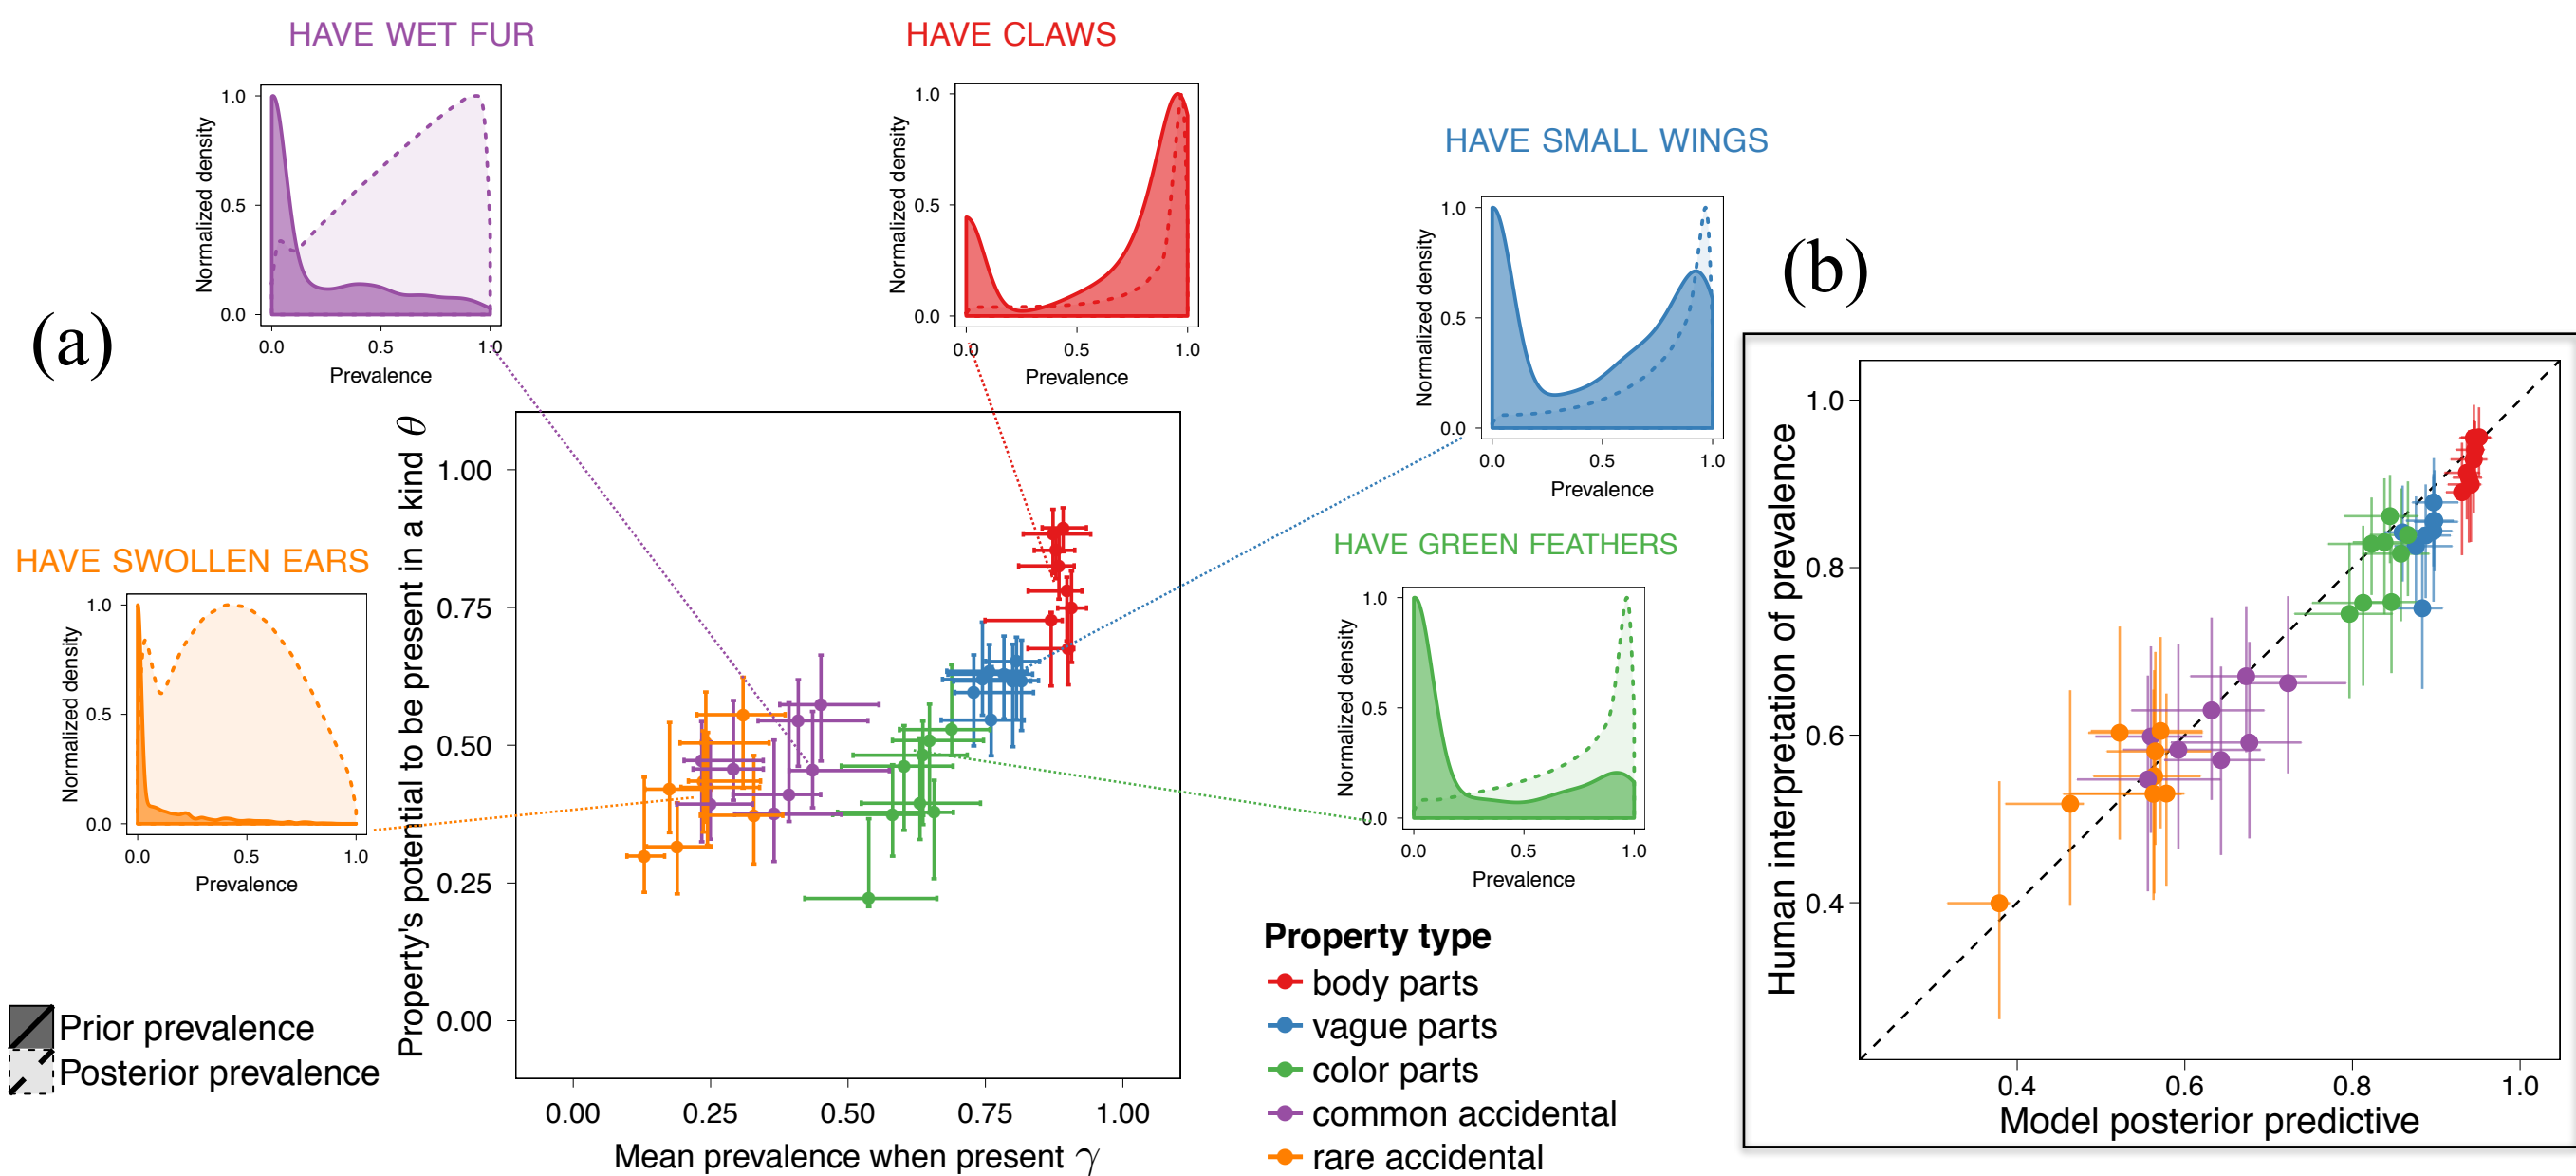 HAVE WET FUR
HAVE CLAWS
HAVE SMALL WINGS
(a)
(b)
Normalized density
1.0
0.5
0.0
0.0 0.5 1.0
Prevalence
Normalized density
1.0
0.5
0.0
0.0 0.5 1.0
Prevalence
Normalized density
1.0
0.5
0.0
0.0 0.5 1.0
Prevalence
HAVE SWOLLEN EARS
Normalized density
1.0
0.5
0.0
0.0 0.5 1.0
Prevalence
HAVE GREEN FEATHERS
Normalized density
1.0
0.5
0.0
0.0 0.5 1.0
Prevalence
Property's potential to be present in a kind θ
1.00
0.75
0.50
0.25
0.00
0.00 0.25 0.50 0.75 1.00
Mean prevalence when present γ
Prior prevalence
Posterior prevalence
Property type
body parts
vague parts
color parts
common accidental
rare accidental
Human interpretation of prevalence
1.0
0.8
0.6
0.4
0.4 0.6 0.8 1.0
Model posterior predictive